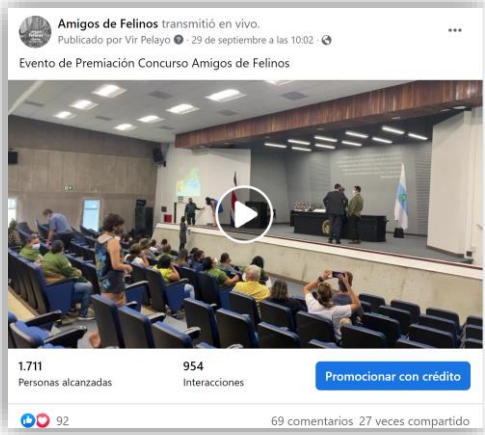 Amigos de Felinos transmitió en vivo.
Publicado por Vir Pelayo · 29 de septiembre a las 10:02 ·
Evento de Premiación Concurso Amigos de Felinos
1.711
Personas alcanzadas
954
Interacciones
Promocionar con crédito
92
69 comentarios 27 veces compartido